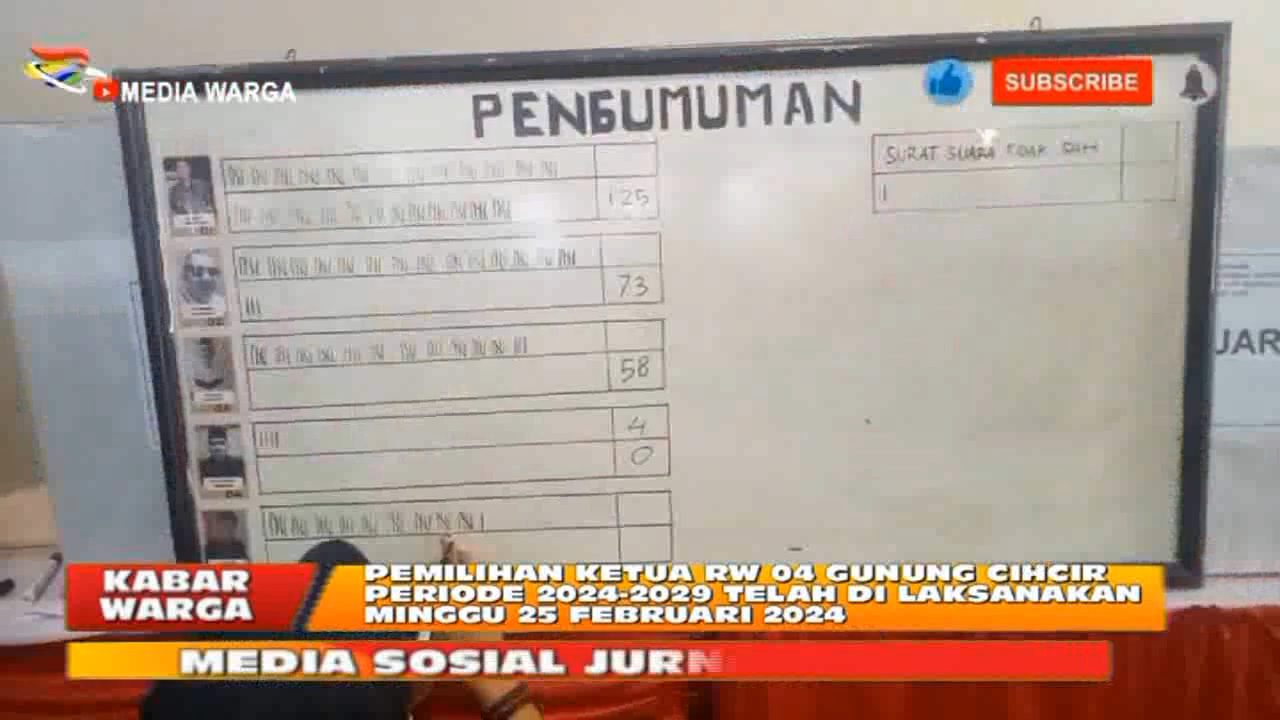 MEDIA WARGA
SUBSCRIBE
PENGUMUMAN
SURAT SUARA TIDAK SAH
125
73
58
4
0
JAR
KABAR
WARGA
PEMILIHAN KETUA RW 04 GUNUNG CIHCIR
PERIODE 2024-2029 TELAH DI LAKSANAKAN
MINGGU 25 FEBRUARI 2024
MEDIA SOSIAL JURN